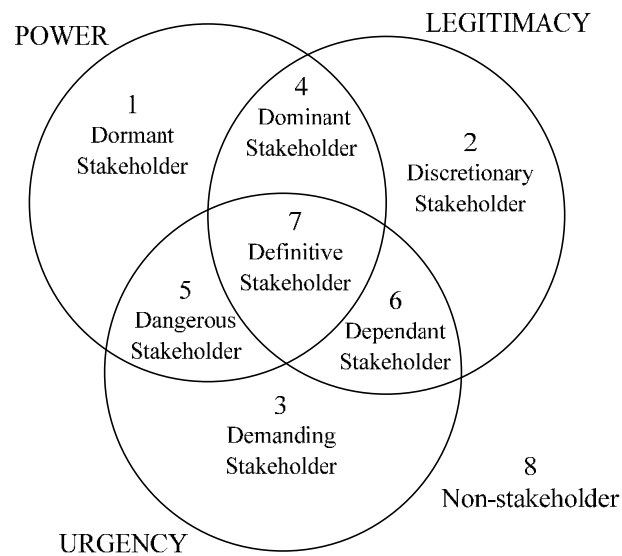 POWER
LEGITIMACY
1
Dormant
Stakeholder
4
Dominant
Stakeholder
2
Discretionary
Stakeholder
7
Definitive
Stakeholder
5
Dangerous
Stakeholder
6
Dependant
Stakeholder
3
Demanding
Stakeholder
8
Non-stakeholder
URGENCY